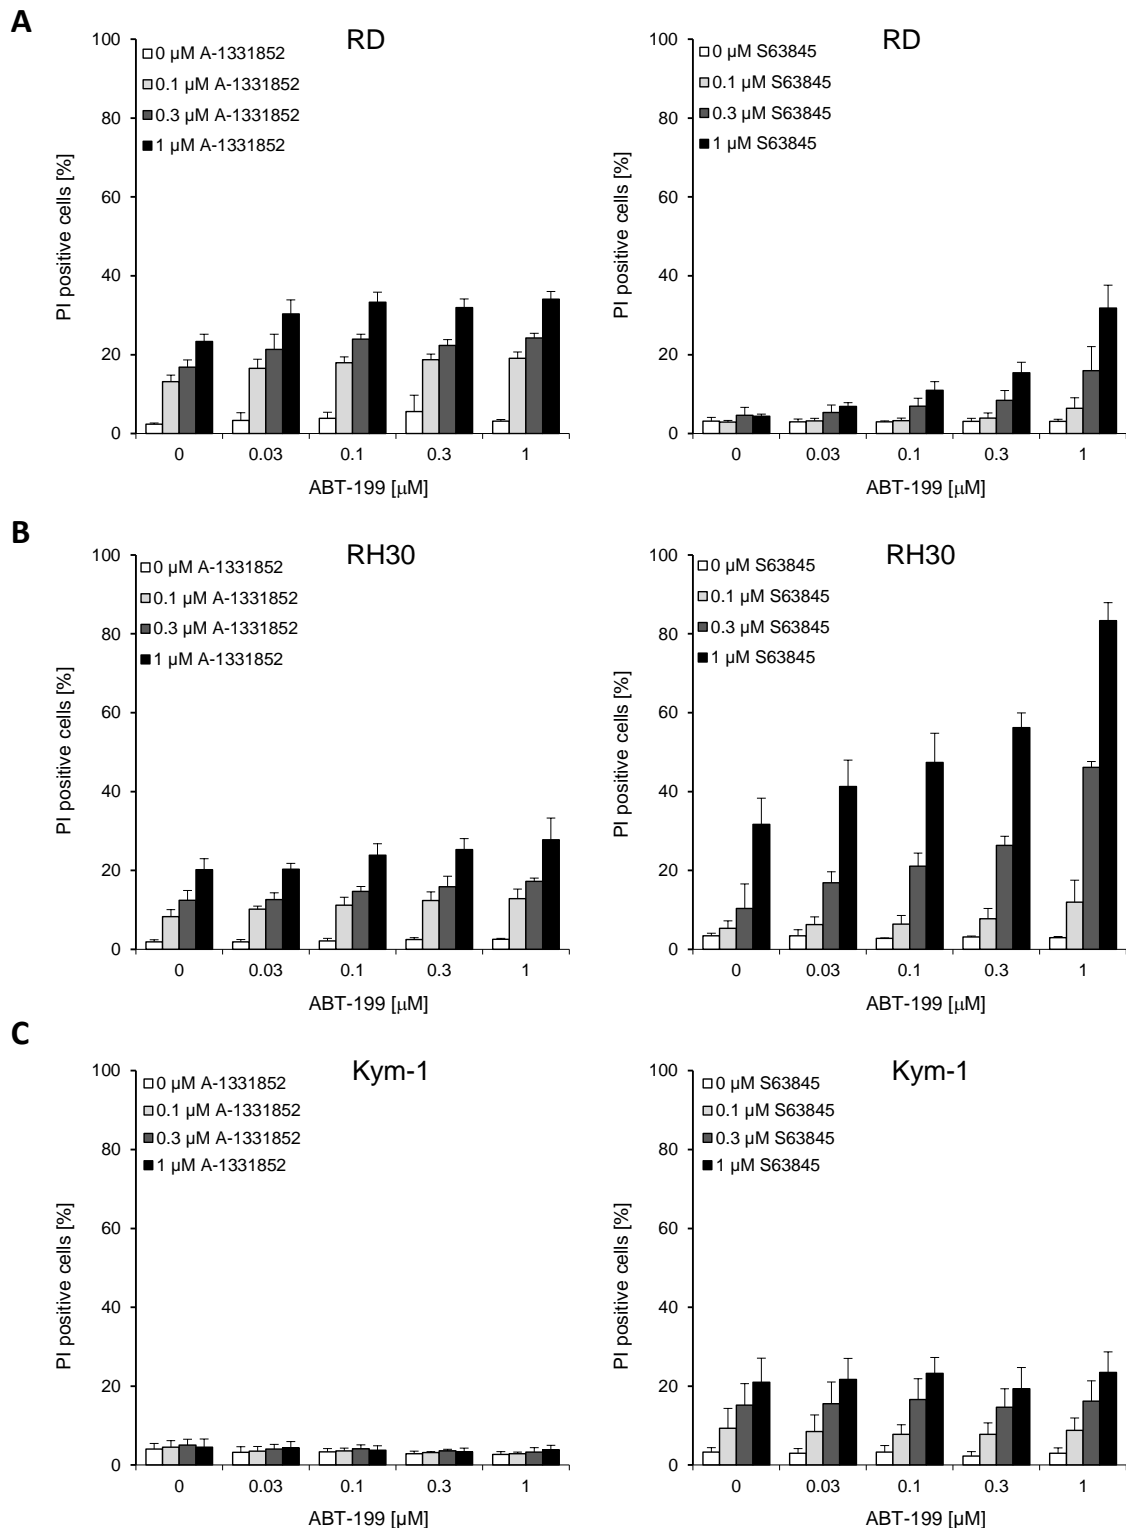 A
RD
100
80
60
40
20
0
PI positive cells [%]
0 µM A-1331852
0.1 µM A-1331852
0.3 µM A-1331852
1 µM A-1331852
0 0.03 0.1 0.3 1
ABT-199 [µM]
RD
100
80
60
40
20
0
PI positive cells [%]
0 µM S63845
0.1 µM S63845
0.3 µM S63845
1 µM S63845
0 0.03 0.1 0.3 1
ABT-199 [µM]
B
RH30
100
80
60
40
20
0
PI positive cells [%]
0 µM A-1331852
0.1 µM A-1331852
0.3 µM A-1331852
1 µM A-1331852
0 0.03 0.1 0.3 1
ABT-199 [µM]
RH30
100
80
60
40
20
0
PI positive cells [%]
0 µM S63845
0.1 µM S63845
0.3 µM S63845
1 µM S63845
0 0.03 0.1 0.3 1
ABT-199 [µM]
C
Kym-1
100
80
60
40
20
0
PI positive cells [%]
0 µM A-1331852
0.1 µM A-1331852
0.3 µM A-1331852
1 µM A-1331852
0 0.03 0.1 0.3 1
ABT-199 [µM]
Kym-1
100
80
60
40
20
0
PI positive cells [%]
0 µM S63845
0.1 µM S63845
0.3 µM S63845
1 µM S63845
0 0.03 0.1 0.3 1
ABT-199 [µM]